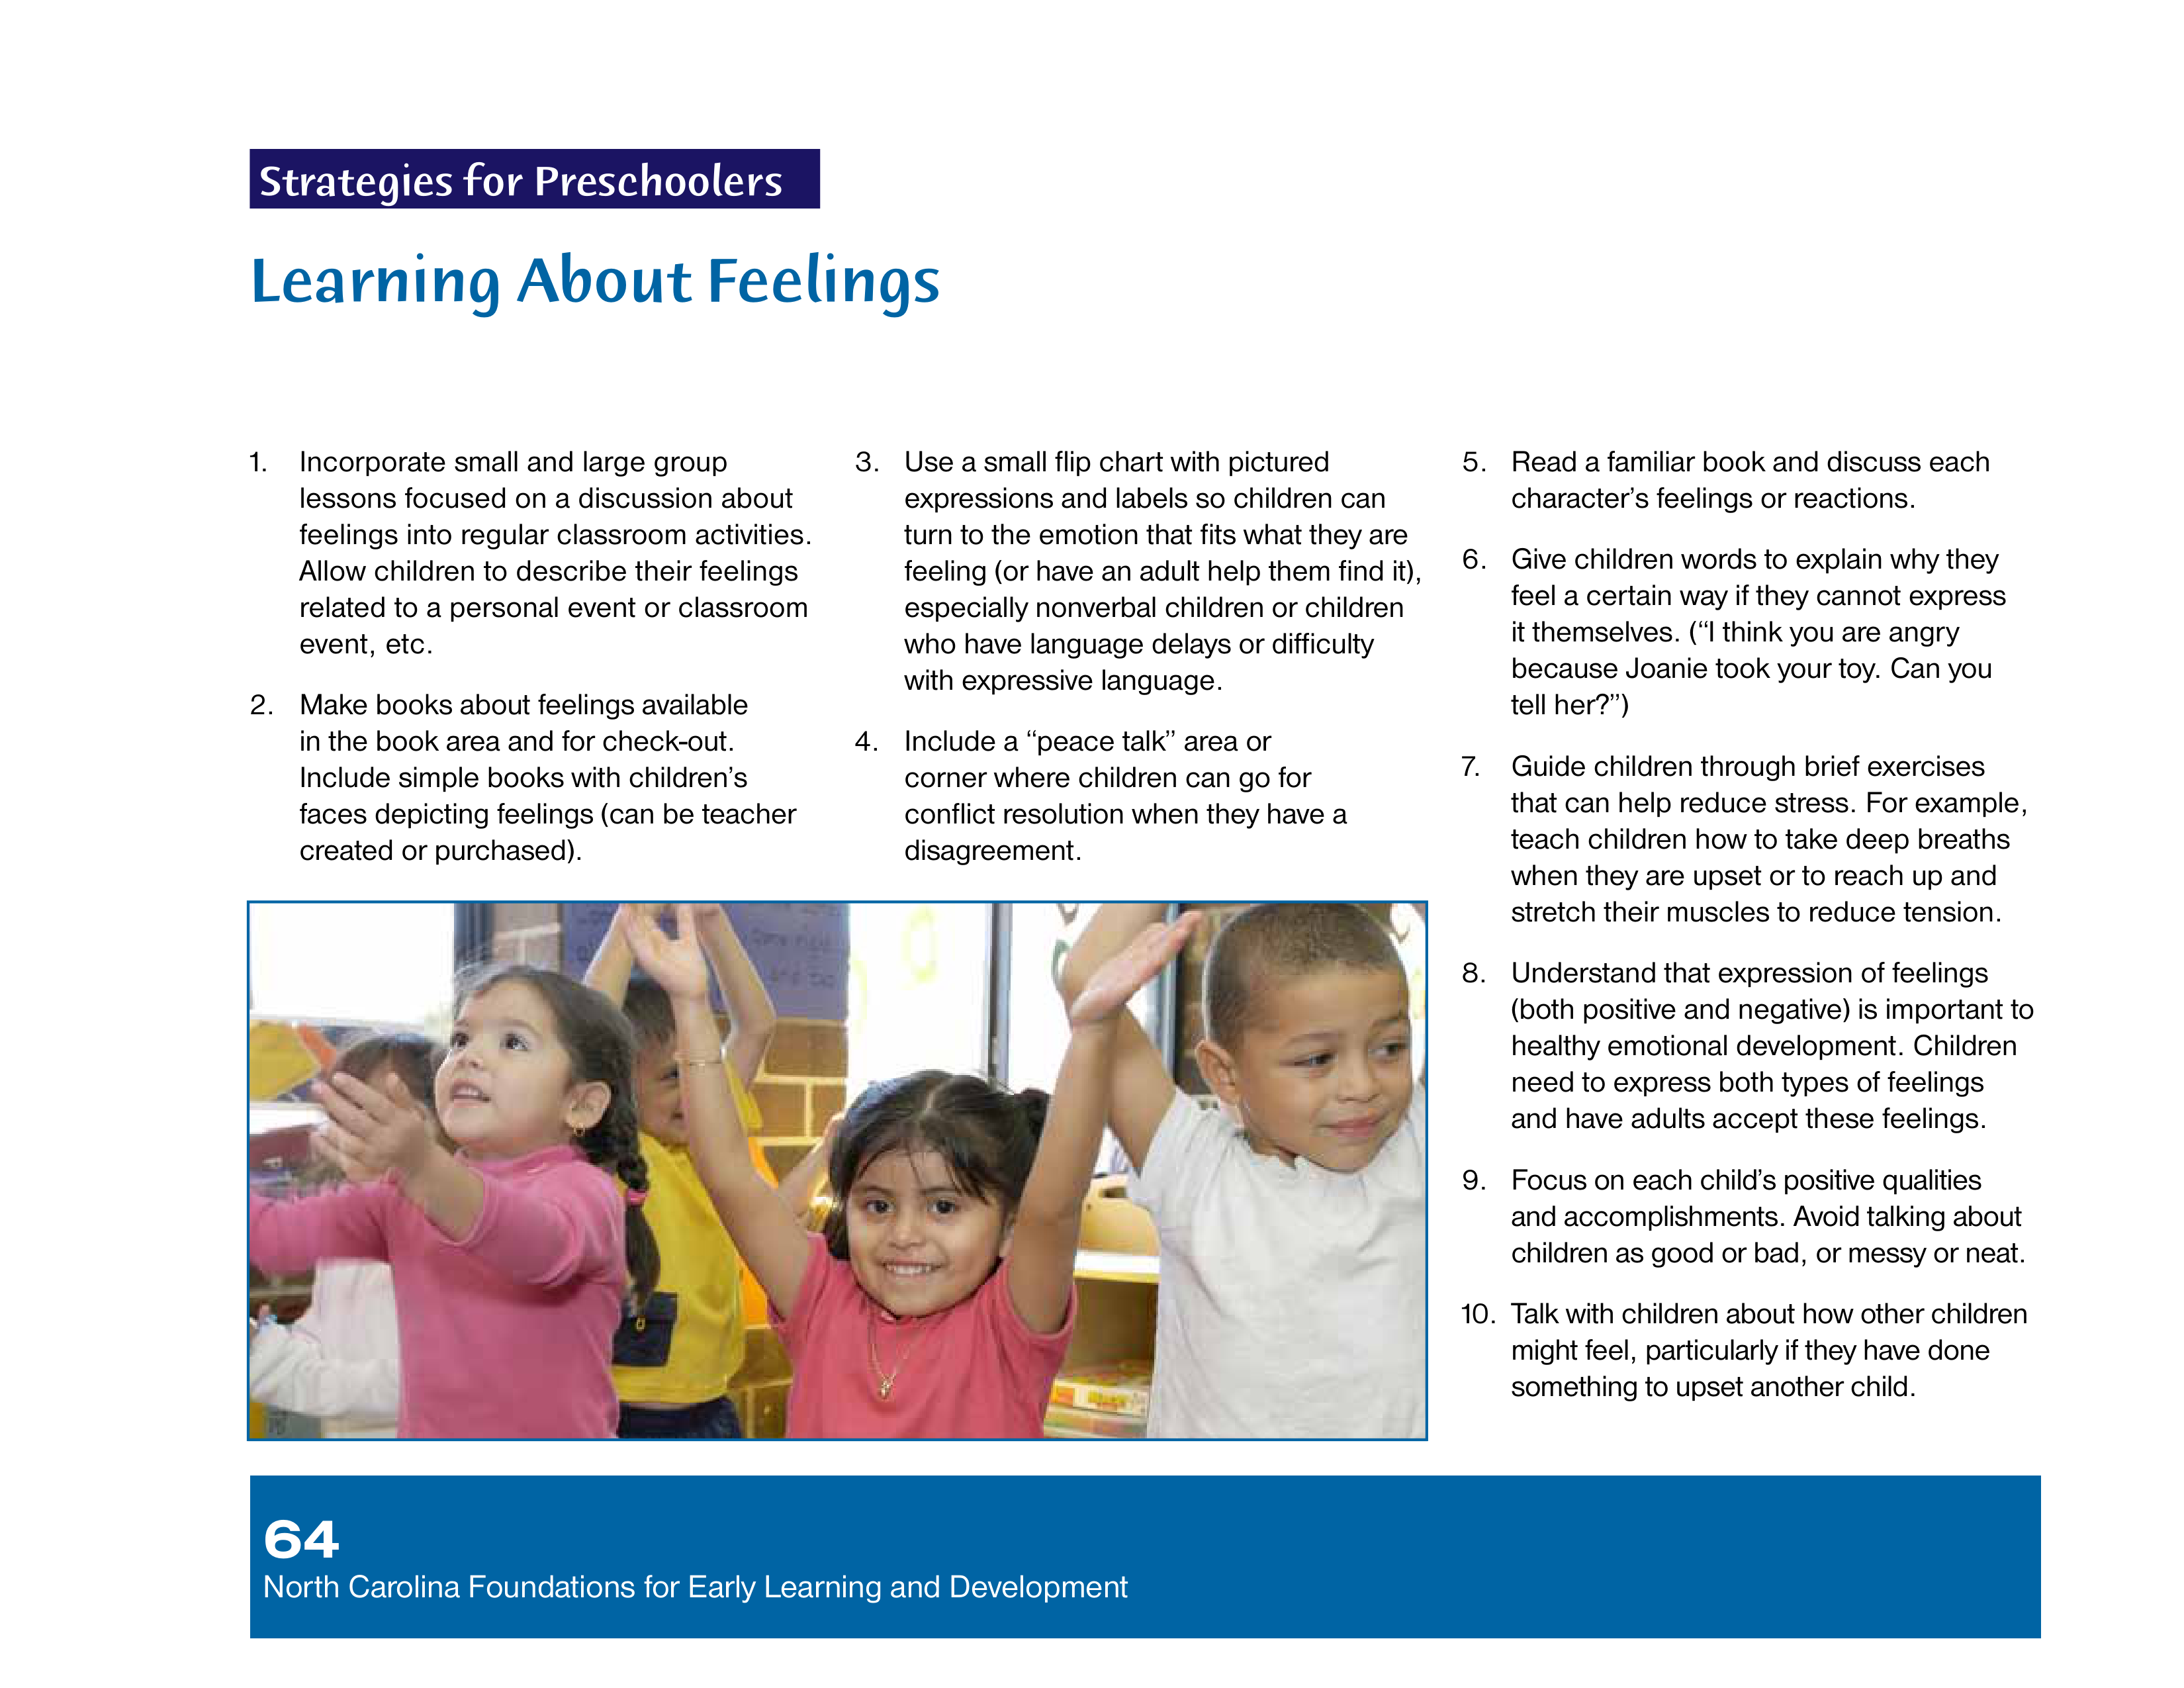 Strategies for Preschoolers
Learning About Feelings
1. Incorporate small and large group
lessons focused on a discussion about
feelings into regular classroom activities.
Allow children to describe their feelings
related to a personal event or classroom
event, etc.
2. Make books about feelings available
in the book area and for check-out.
Include simple books with children’s
faces depicting feelings (can be teacher
created or purchased).
3. Use a small flip chart with pictured
expressions and labels so children can
turn to the emotion that fits what they are
feeling (or have an adult help them find it),
especially nonverbal children or children
who have language delays or difficulty
with expressive language.
4. Include a “peace talk” area or
corner where children can go for
conflict resolution when they have a
disagreement.
5. Read a familiar book and discuss each
character’s feelings or reactions.
6. Give children words to explain why they
feel a certain way if they cannot express
it themselves. (“I think you are angry
because Joanie took your toy. Can you
tell her?”)
7. Guide children through brief exercises
that can help reduce stress. For example,
teach children how to take deep breaths
when they are upset or to reach up and
stretch their muscles to reduce tension.
8. Understand that expression of feelings
(both positive and negative) is important to
healthy emotional development. Children
need to express both types of feelings
and have adults accept these feelings.
9. Focus on each child’s positive qualities
and accomplishments. Avoid talking about
children as good or bad, or messy or neat.
10. Talk with children about how other children
might feel, particularly if they have done
something to upset another child.
64
North Carolina Foundations for Early Learning and Development